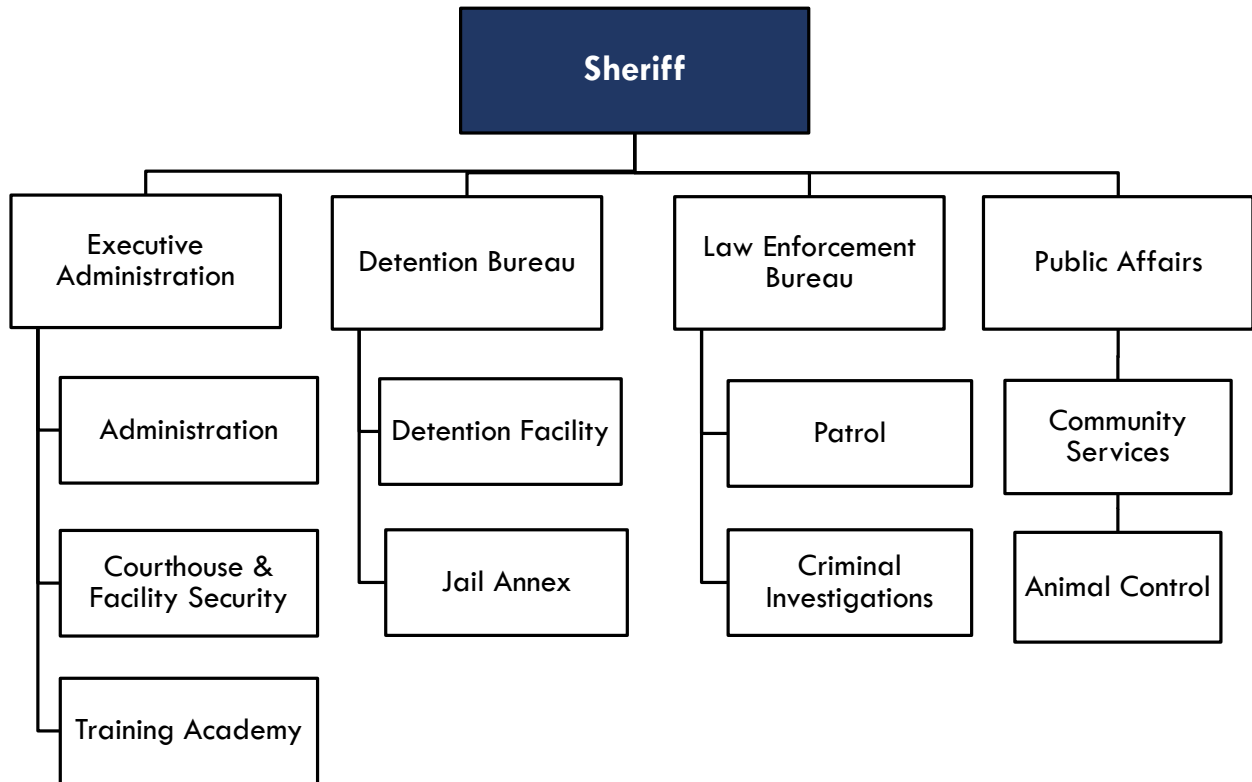 Sheriff
Executive
Administration
Detention Bureau
Law Enforcement
Bureau
Public Affairs
Administration
Detention Facility
Patrol
Community
Services
Courthouse &
Facility Security
Jail Annex
Criminal
Investigations
Animal Control
Training Academy